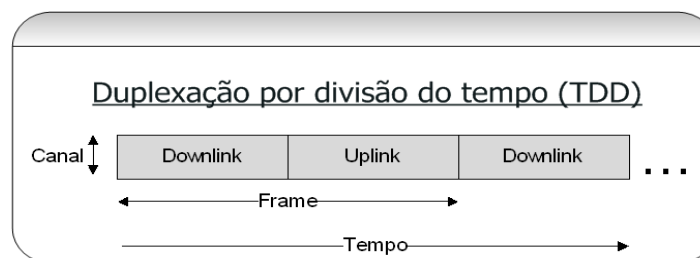 Duplexação por divisão do tempo (TDD)
Canal Downlink Uplink Downlink ...
Frame
Tempo